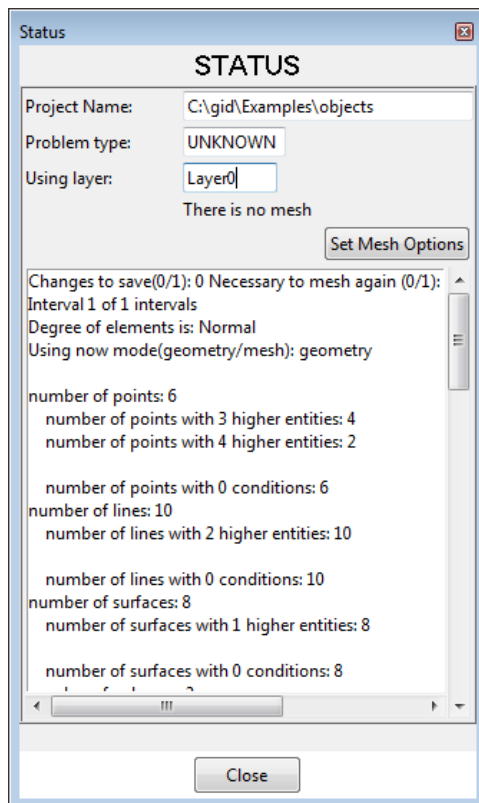 Status
STATUS
Project Name: C:\gid\Examples\objects
Problem type: UNKNOWN
Using layer: Layer0
There is no mesh
Set Mesh Options
Changes to save(0/1): 0 Necessary to mesh again (0/1):
Interval 1 of 1 intervals
Degree of elements is: Normal
Using now mode(geometry/mesh): geometry
number of points: 6
number of points with 3 higher entities: 4
number of points with 4 higher entities: 2
number of points with 0 conditions: 6
number of lines: 10
number of lines with 2 higher entities: 10
number of lines with 0 conditions: 10
number of surfaces: 8
number of surfaces with 1 higher entities: 8
number of surfaces with 0 conditions: 8
Close